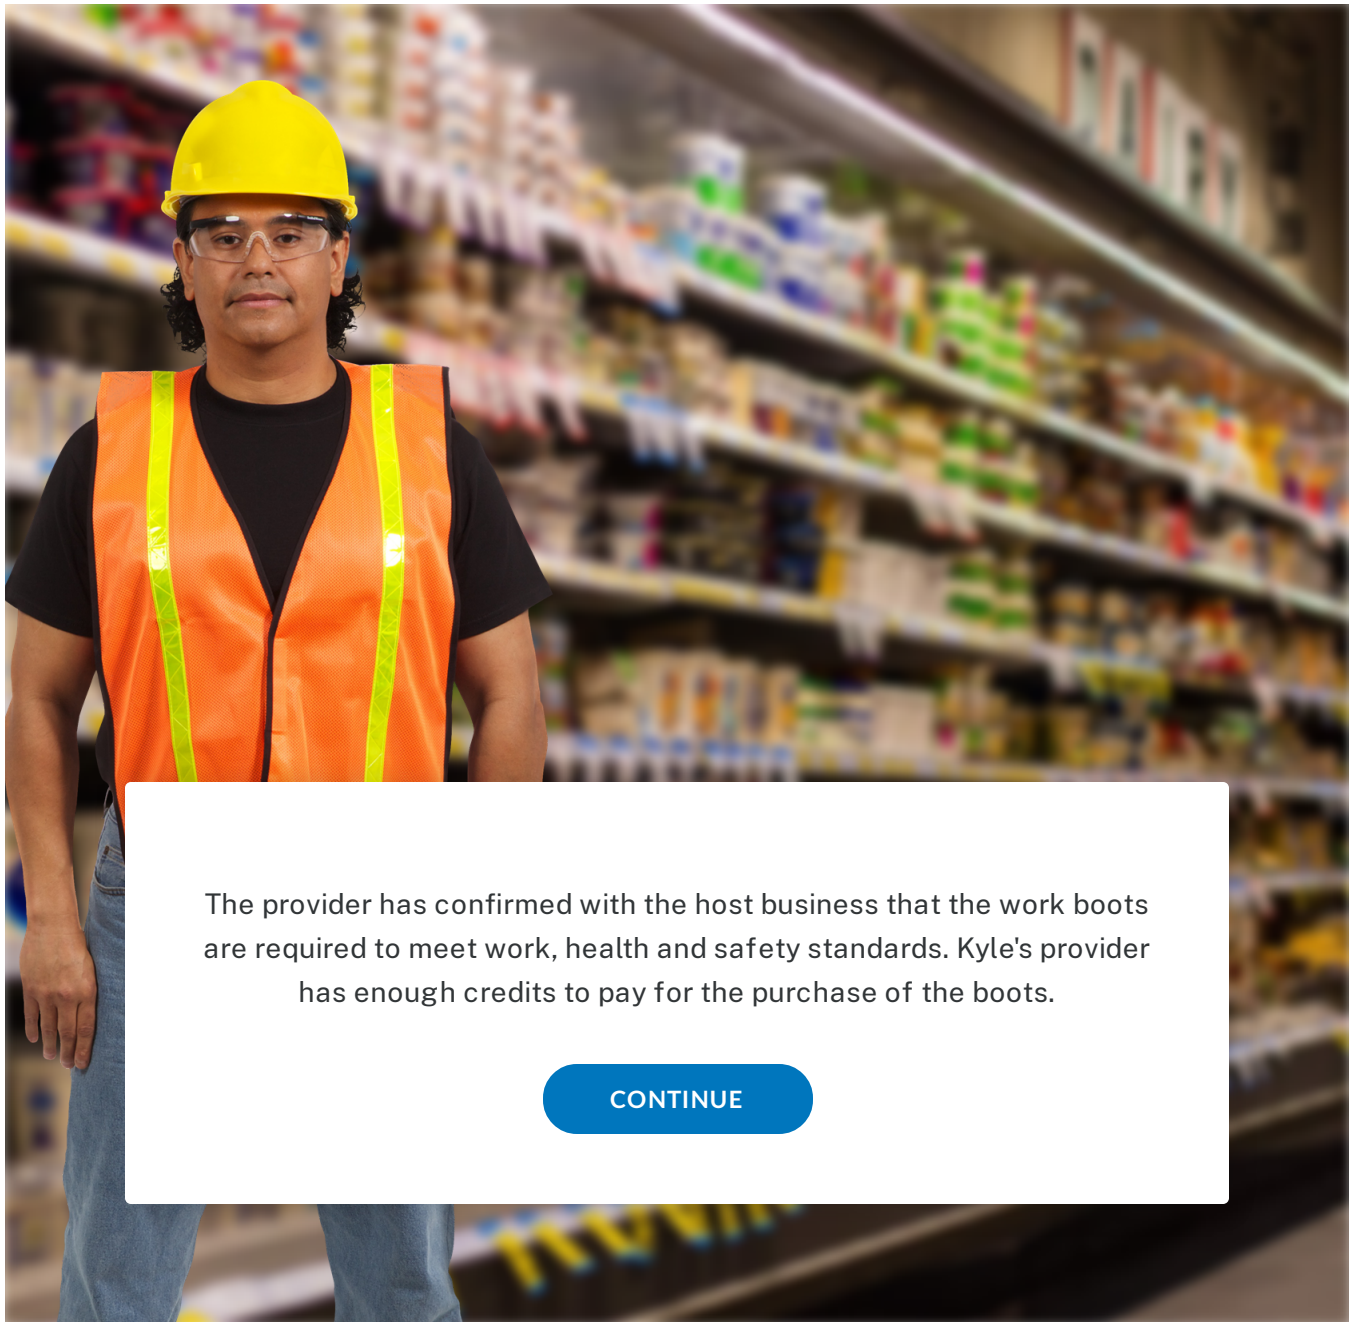 DAIRY
The provider has confirmed with the host business that the work boots
are required to meet work, health and safety standards. Kyle's provider
has enough credits to pay for the purchase of the boots.
CONTINUE